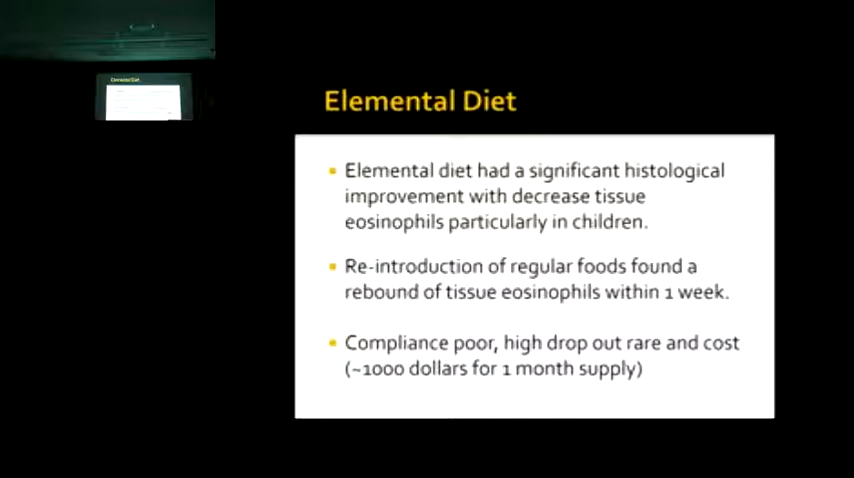 Elemental Diet
Elemental diet had a significant histological
improvement with decrease tissue
eosinophils particularly in children.
Re-introduction of regular foods found a
rebound of tissue eosinophils within 1 week.
Compliance poor, high drop out rare and cost
(~1000 dollars for 1 month supply)